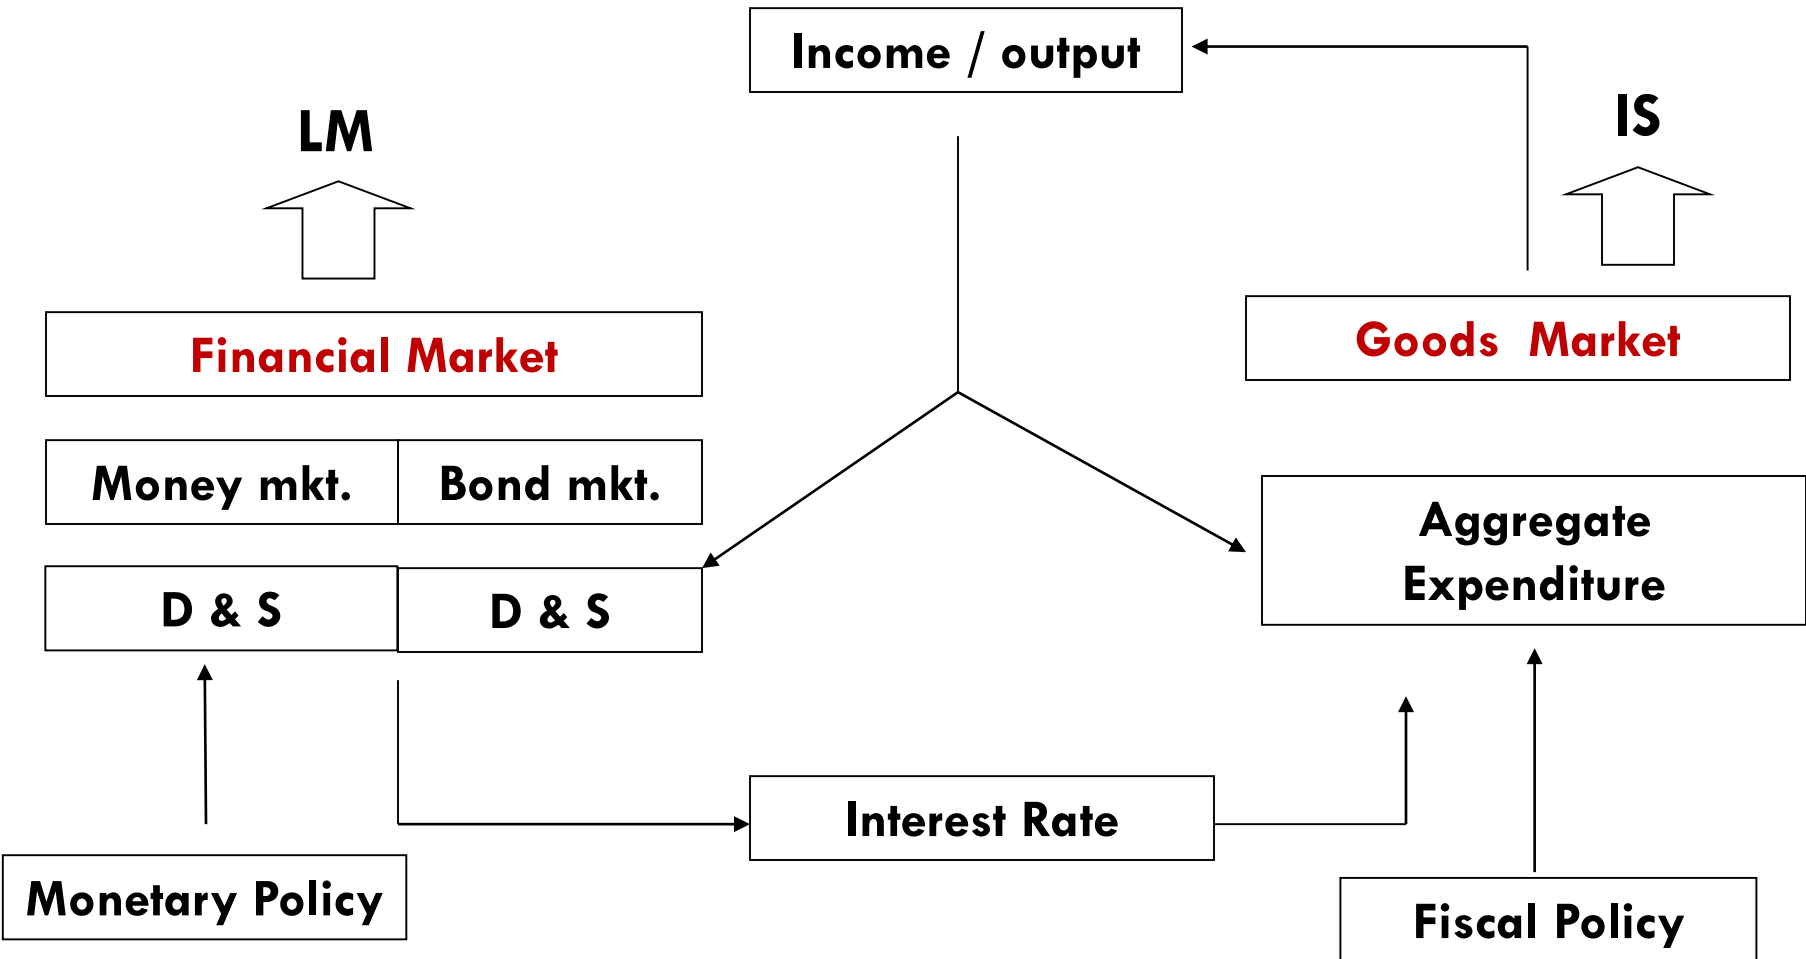 Income / output
LM
IS
Financial Market
Goods Market
Money mkt.
Bond mkt.
Aggregate
Expenditure
D & S
D & S
Interest Rate
Monetary Policy
Fiscal Policy